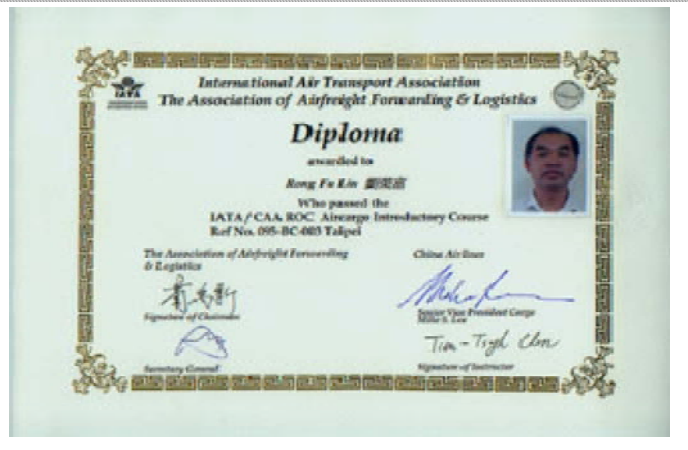 IATA
International Air Transport Association
The Association of Airfreight Forwarding & Logistics
Diploma
awarded to
Rong Fu
Who passed the
IATA / CAA, ROC Aircargo Introductory Course
Ref No. 095-BC-003 Taipei
The Association of Airfreight Forwarding
& Logistics
China Airlines
Signature of Chairman
Senior Vice President Cargo
Secretary General
Signature of Instructor